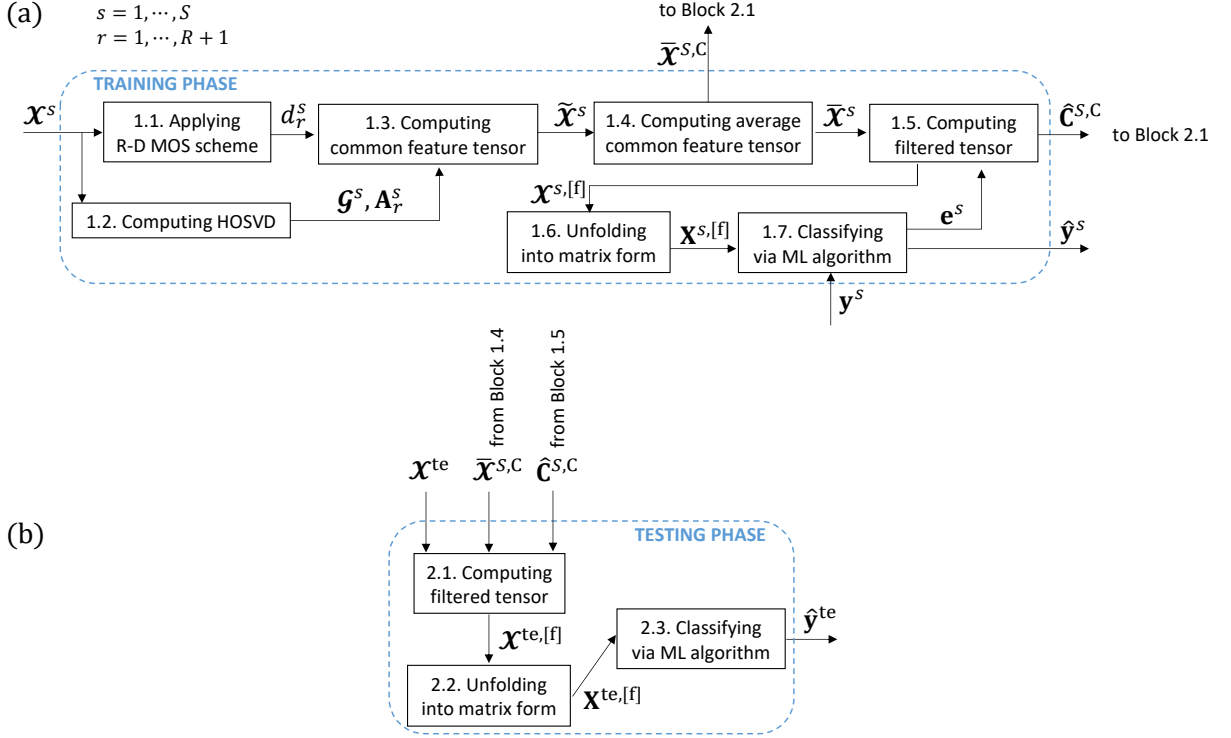 (a)
s = 1, ⋯ , S
r = 1, ⋯ , R + 1
to Block 2.1
𝓧̄^{S,C}
TRAINING PHASE
𝓧^s
1.1. Applying
R-D MOS scheme
d_r^s
1.3. Computing
common feature tensor
𝓧̃^s
1.4. Computing average
common feature tensor
𝓧̄^s
1.5. Computing
filtered tensor
Ĉ^{S,C}
to Block 2.1
1.2. Computing HOSVD
𝓖^s, A_r^s
𝓧^{s,[f]}
1.6. Unfolding
into matrix form
X^{s,[f]}
1.7. Classifying
via ML algorithm
e^s
ŷ^s
y^s
from Block 1.4
from Block 1.5
𝓧^{te}
𝓧̄^{S,C}
Ĉ^{S,C}
(b)
TESTING PHASE
2.1. Computing
filtered tensor
𝓧^{te,[f]}
2.2. Unfolding
into matrix form
X^{te,[f]}
2.3. Classifying
via ML algorithm
ŷ^{te}